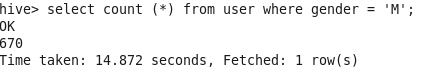 hive> select count (*) from user where gender = 'M';
OK
670
Time taken: 14.872 seconds, Fetched: 1 row(s)